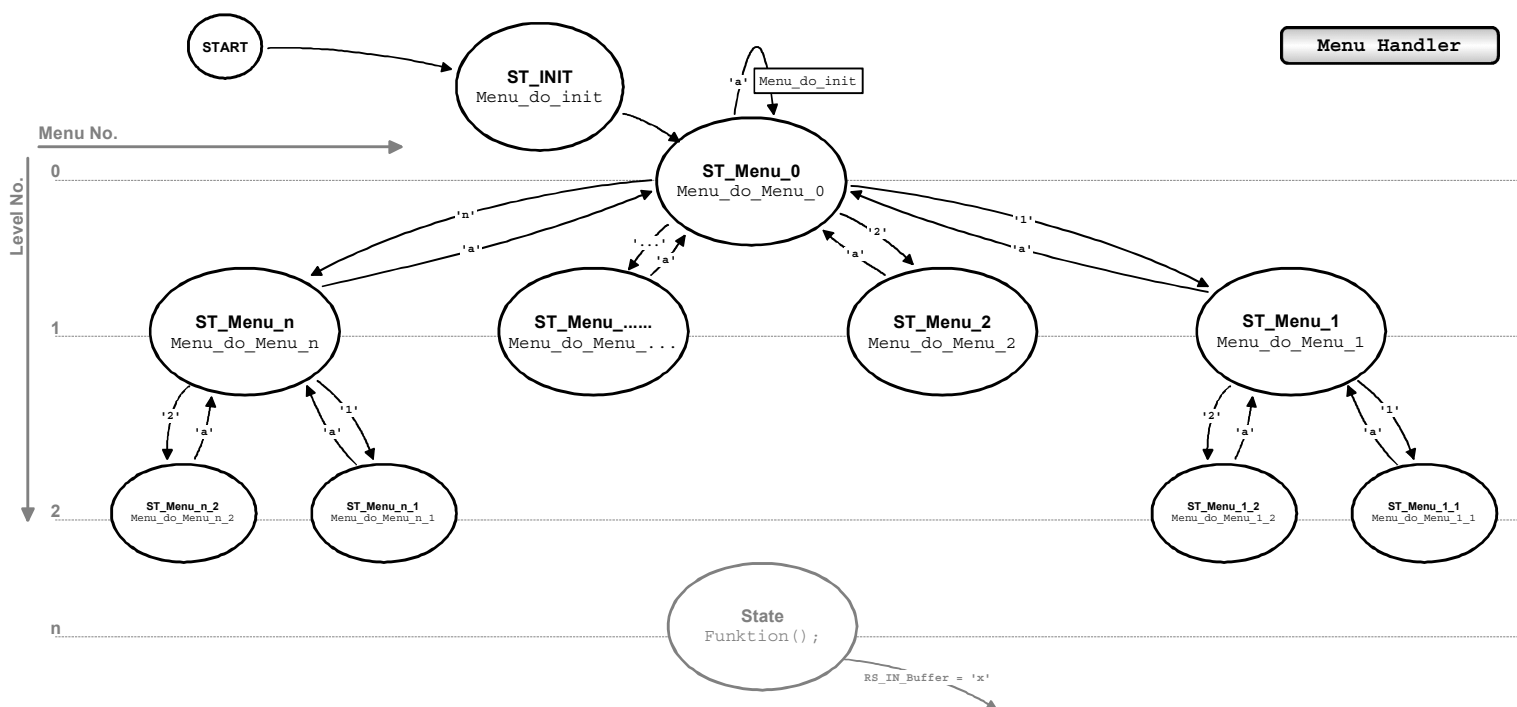 START
ST_INIT
Menu_do_init
Menu Handler
'a'
Menu_do_init
Menu No.
Level No.
0
ST_Menu_0
Menu_do_Menu_0
'n'
'a'
'....'
'a'
'2'
'a'
'1'
'a'
1
ST_Menu_n
Menu_do_Menu_n
ST_Menu_......
Menu_do_Menu_...
ST_Menu_2
Menu_do_Menu_2
ST_Menu_1
Menu_do_Menu_1
'2'
'a'
'1'
'a'
'2'
'a'
'1'
'a'
2
ST_Menu_n_2
Menu_do_Menu_n_2
ST_Menu_n_1
Menu_do_Menu_n_1
ST_Menu_1_2
Menu_do_Menu_1_2
ST_Menu_1_1
Menu_do_Menu_1_1
n
State
Funktion();
RS_IN_Buffer = 'x'